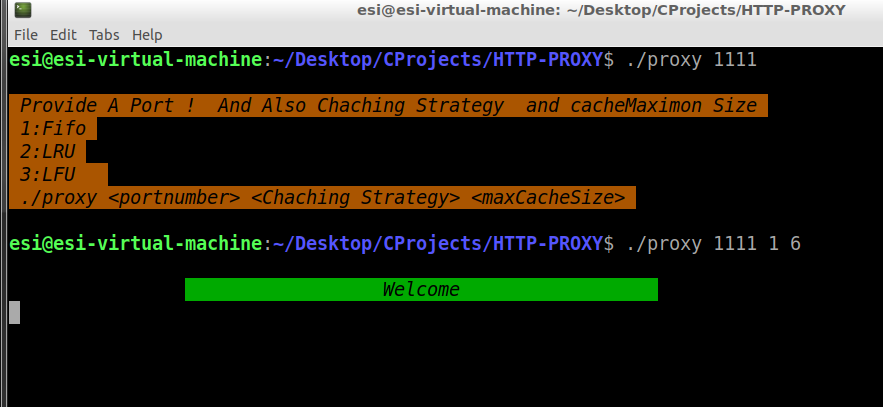 esi@esi-virtual-machine: ~/Desktop/CProjects/HTTP-PROXY
File Edit Tabs Help
esi@esi-virtual-machine:~/Desktop/CProjects/HTTP-PROXY$ ./proxy 1111
Provide A Port ! And Also Chaching Strategy and cacheMaximon Size
1:Fifo
2:LRU
3:LFU
./proxy <portnumber> <Chaching Strategy> <maxCacheSize>
esi@esi-virtual-machine:~/Desktop/CProjects/HTTP-PROXY$ ./proxy 1111 1 6
Welcome